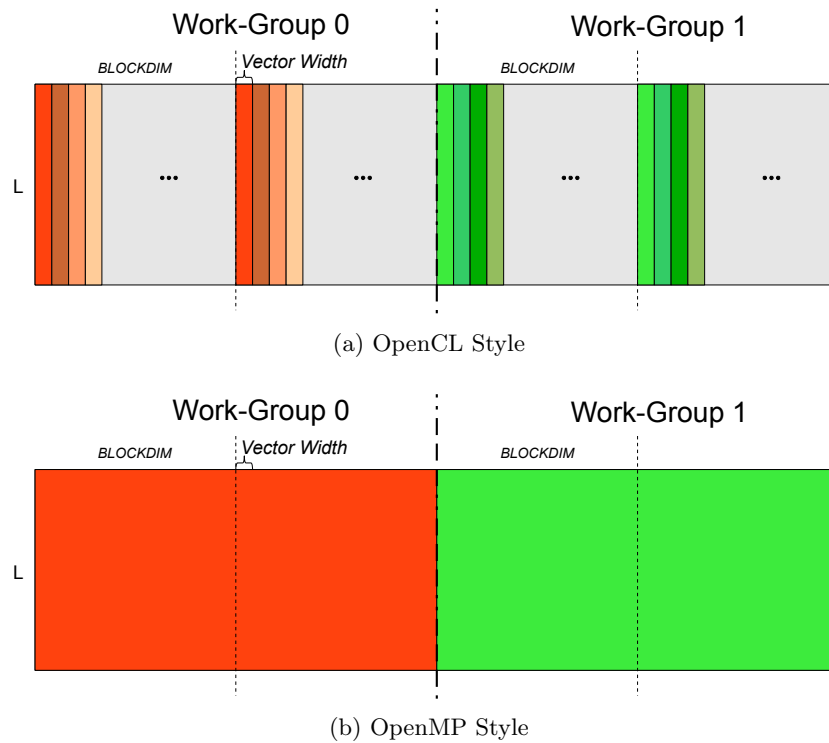 Work-Group 0 Work-Group 1
BLOCKDIM Vector Width BLOCKDIM
L ... ... ... ...
(a) OpenCL Style
Work-Group 0 Work-Group 1
BLOCKDIM Vector Width BLOCKDIM
L
(b) OpenMP Style